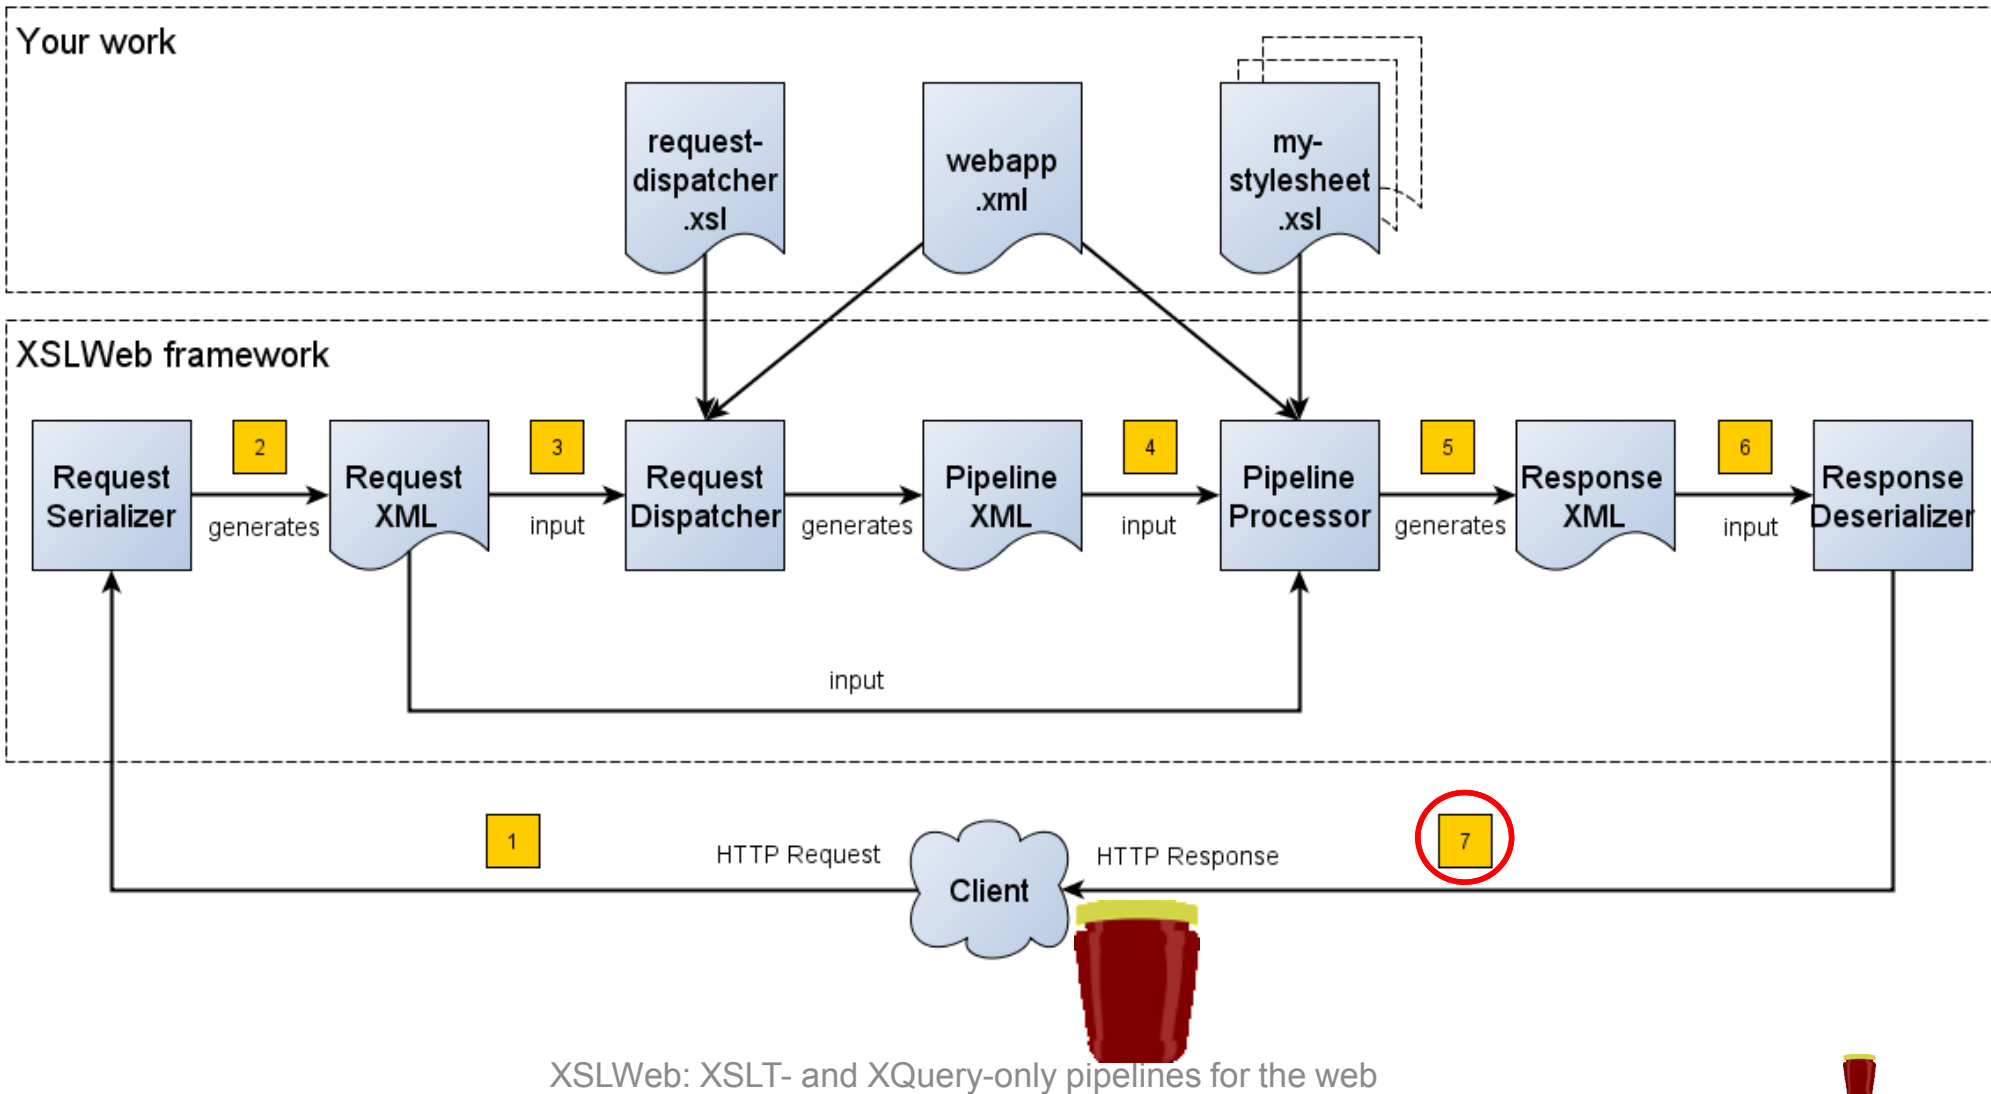 Your work
request-
dispatcher
.xsl
webapp
.xml
my-
stylesheet
.xsl
XSLWeb framework
Request
Serializer
2
generates
Request
XML
3
input
Request
Dispatcher
generates
Pipeline
XML
4
input
Pipeline
Processor
5
generates
Response
XML
6
input
Response
Deserializer
input
1
HTTP Request
Client
HTTP Response
7
XSLWeb: XSLT- and XQuery-only pipelines for the web